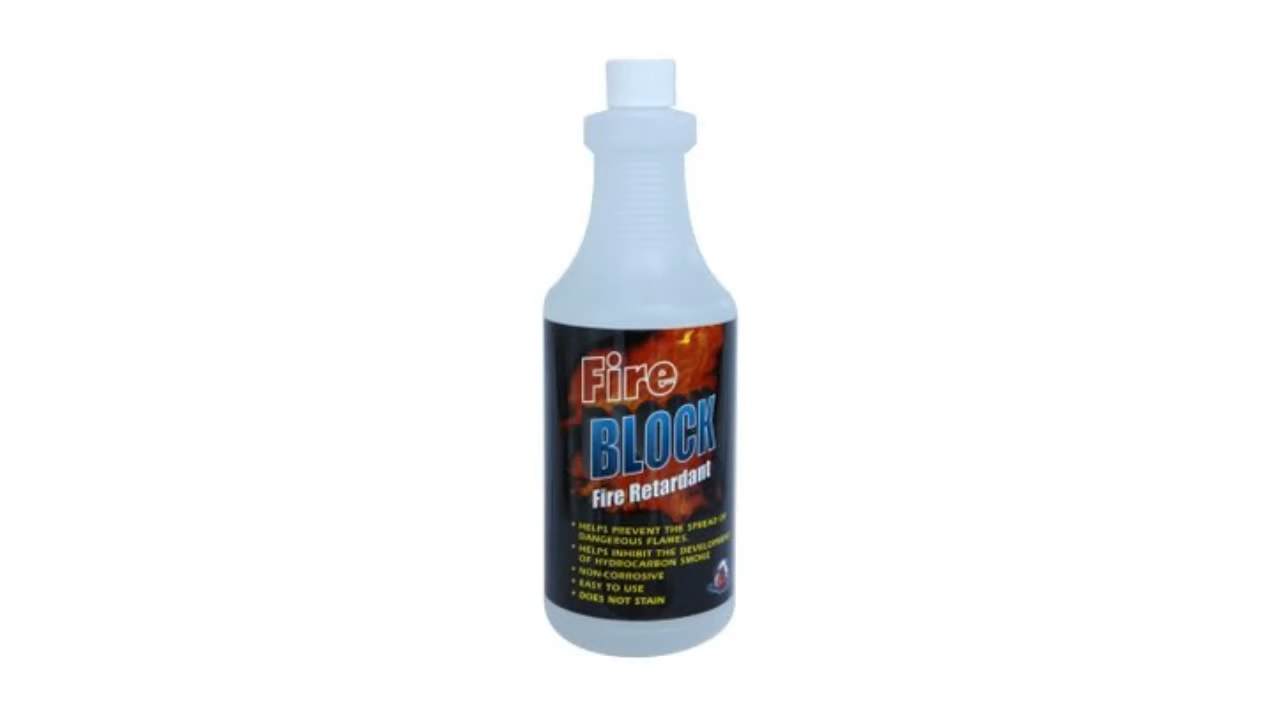 Fire
BLOCK
Fire Retardant
• HELPS PREVENT THE SPREAD OF
DANGEROUS FLAMES.
• HELPS INHIBIT THE DEVELOPMENT
OF HYDROCARBON SMOKE
• NON-CORROSIVE
• EASY TO USE
• DOES NOT STAIN